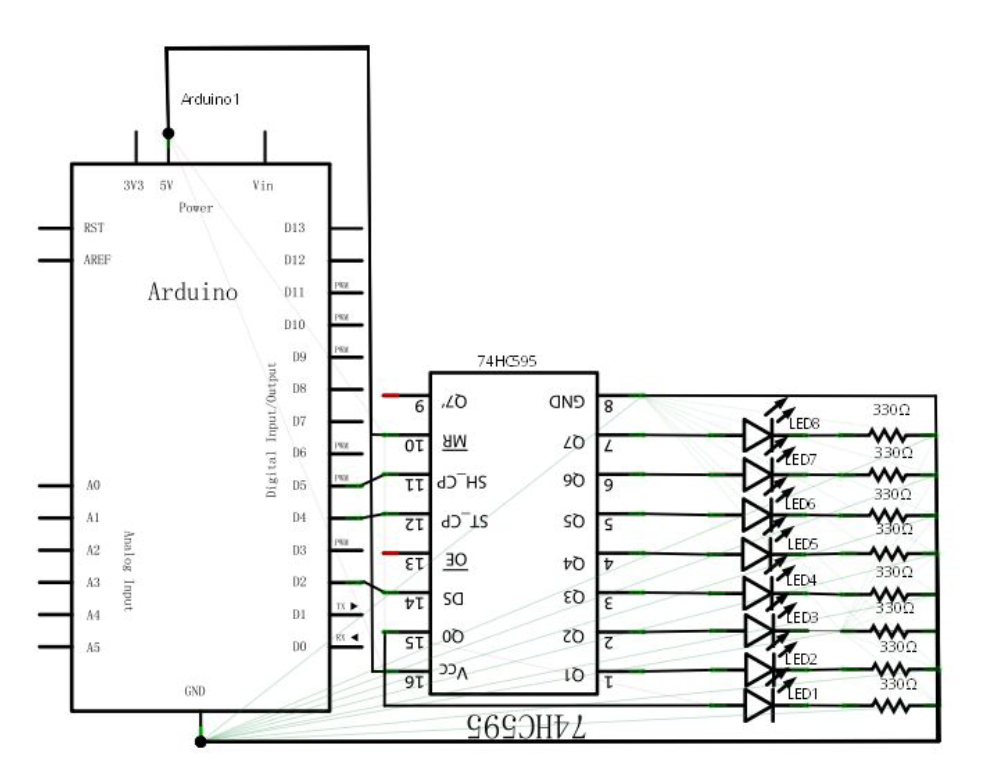 Arduino1
3V3 5V Vin
Power
RST D13
AREF D12
Arduino
D11 PWM
D10 PWM
D9 PWM
D8
D7
D6 PWM
A0 D5 PWM
A1 D4
A2 D3 PWM
A3 D2
A4 D1 TX
A5 D0 RX
Digital Input/Output
Analog Input
GND
74HC595
9 Q7' GND 8
10 MR Q7 7
11 SH_CP Q6 6
12 ST_CP Q5 5
13 OE Q4 4
14 DS Q3 3
15 Q0 Q2 2
16 Vcc Q1 1
74HC595
330Ω
LED8
330Ω
LED7
330Ω
LED6
330Ω
LED5
330Ω
LED4
330Ω
LED3
330Ω
LED2
330Ω
LED1